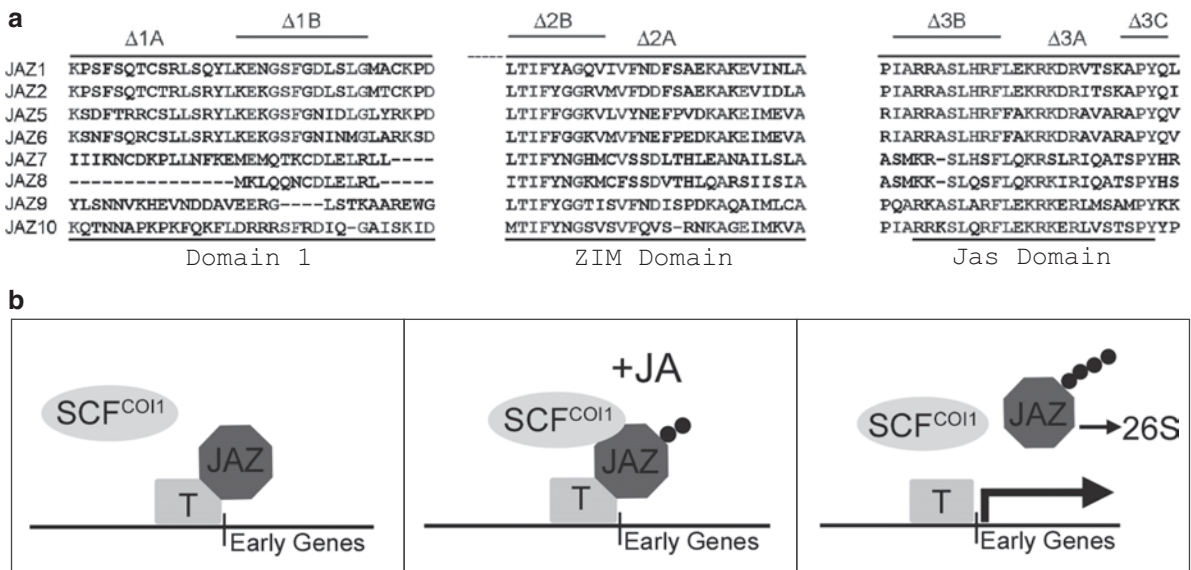 a
Δ1B Δ2B Δ3B Δ3C
Δ1A Δ2A Δ3A
JAZ1 KPSFSQTCSRLSQYLKENGSFGDLSLGMACKPD LTIFYAGQVIVFNDFSAEKAKEVINLA PIARRASLHRFLEKRKDRVTSKAPYQL
JAZ2 KPSFSQTCTRLSRYLKENGSFGDLSLGMTCKPD LTIFYGGRVMVFDDFSAEKAKEVIDLA PIARRASLHRFLEKRKDRITSKAPYQI
JAZ5 KSDFTRRCSLLSRYLKEKGSFGNIDLGLYRKPD LTIFFGGKVLVYNEFPVDKAKEIMEVA RIARRASLHRFFAKRKDRAVARAPYQV
JAZ6 KSNFSQRCSLLSRYLKEKGSFGNINMGLARKSD LTIFFGGKVMVFNEFPEDKAKEIMEVA RIARRASLHRFFAKRKDRAVARAPYQV
JAZ7 IIIKNCDKPLLNFKEMEMQTKCDLELRLL---- LTIFYNGHMCVSSDLTHLEANAILSLA ASMKR-SLHSFLQKRSLRIQATSPYHR
JAZ8 ---------------MKLQQNCDLELRL----- ITIFYNGKMCFSSDVTHLQARSIISIA ASMKK-SLQSFLQKRKIRIQATSPYHS
JAZ9 YLSNNVKHEVNDDAVEERG----LSTKAAREWG LTIFYGGTISVFNDISPDKAQAIMLCA PQARKASLARFLEKRKERLMSAMPYKK
JAZ10 KQTNNAPKPKFQKFLDRRRSFRDIQ-GAISKID MTIFYNGSVSVFQVS-RNKAGEIMKVA PIARRKSLQRFLEKRKERLVSTSPYYP
Domain 1 ZIM Domain Jas Domain
b
SCFCOI1
JAZ
T
Early Genes
+JA
SCFCOI1
JAZ
T
Early Genes
JAZ
SCFCOI1
26S
T
Early Genes